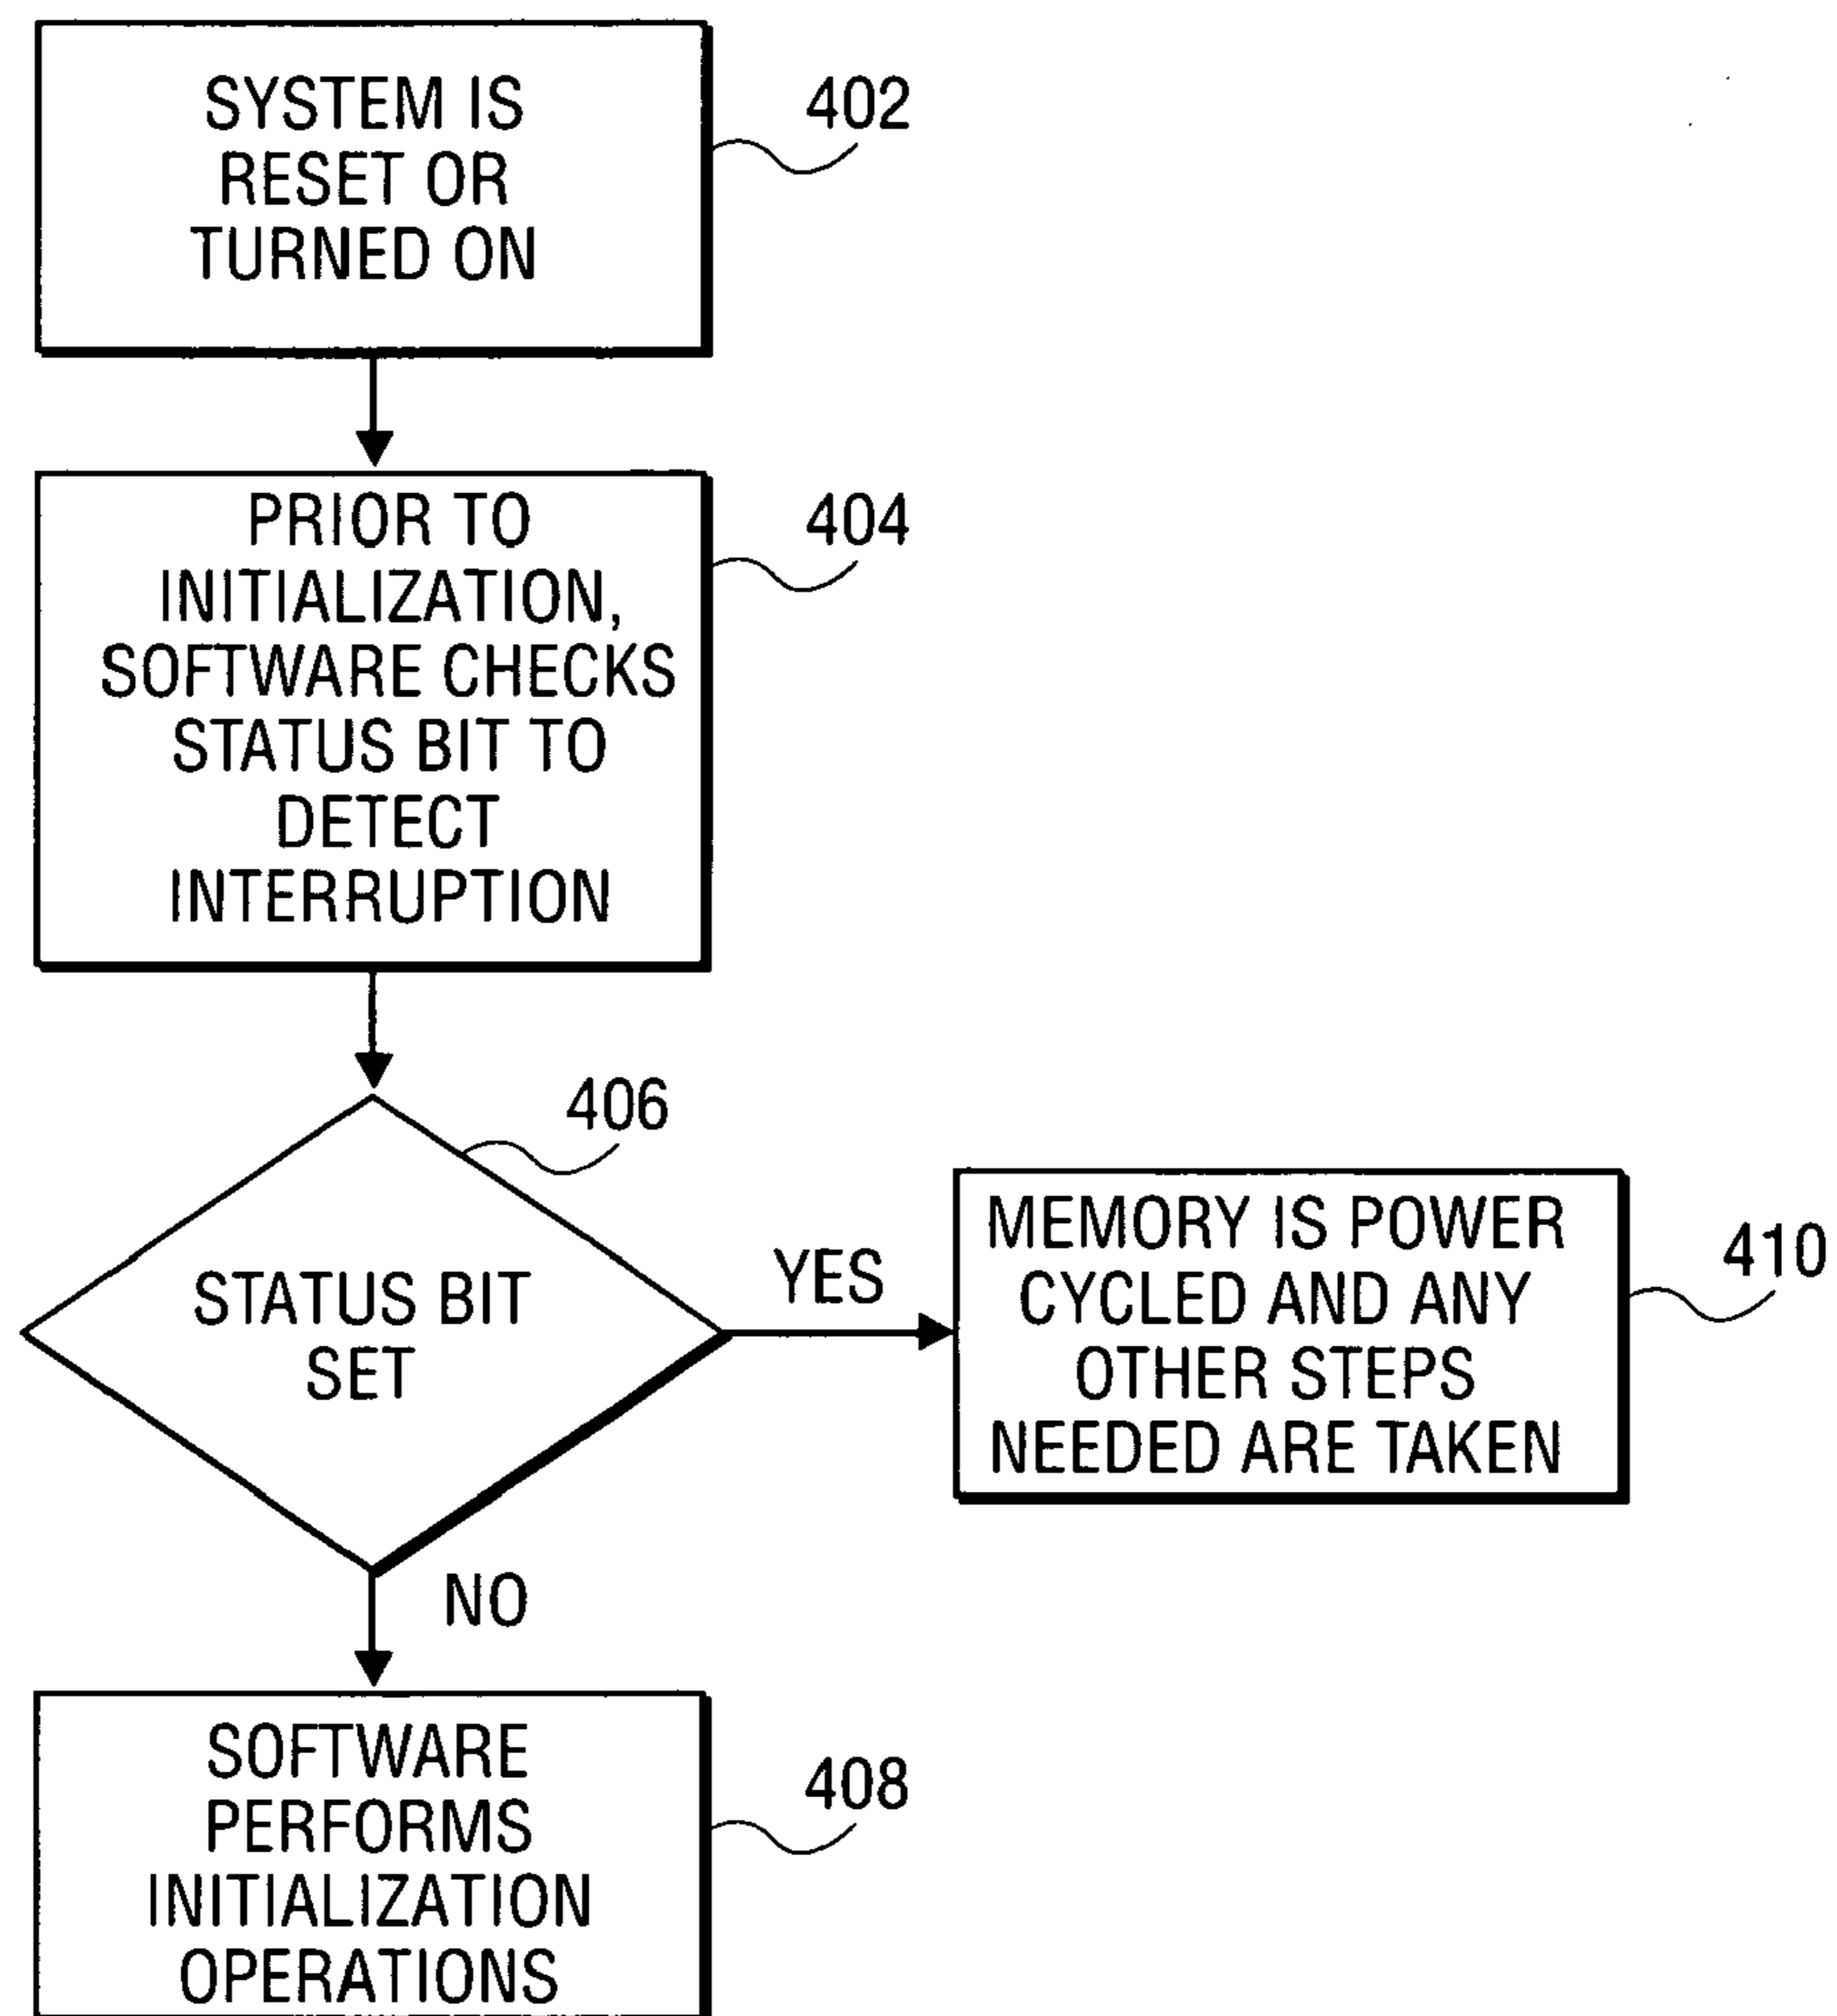 SYSTEM IS
RESET OR
TURNED ON
402
PRIOR TO
INITIALIZATION,
SOFTWARE CHECKS
STATUS BIT TO
DETECT
INTERRUPTION
404
406
STATUS BIT
SET
YES
MEMORY IS POWER
CYCLED AND ANY
OTHER STEPS
NEEDED ARE TAKEN
410
NO
SOFTWARE
PERFORMS
INITIALIZATION
OPERATIONS
408